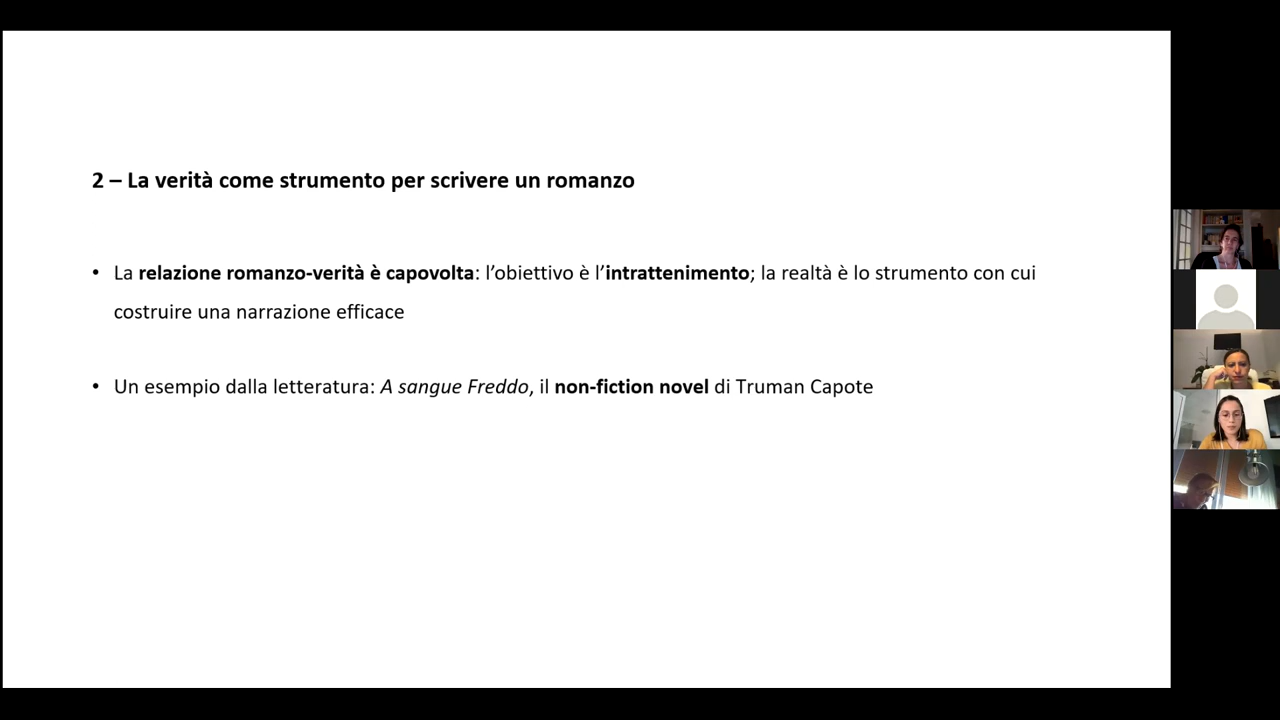 2 – La verità come strumento per scrivere un romanzo
• La relazione romanzo-verità è capovolta: l’obiettivo è l’intrattenimento; la realtà è lo strumento con cui
costruire una narrazione efficace
• Un esempio dalla letteratura: A sangue Freddo, il non-fiction novel di Truman Capote